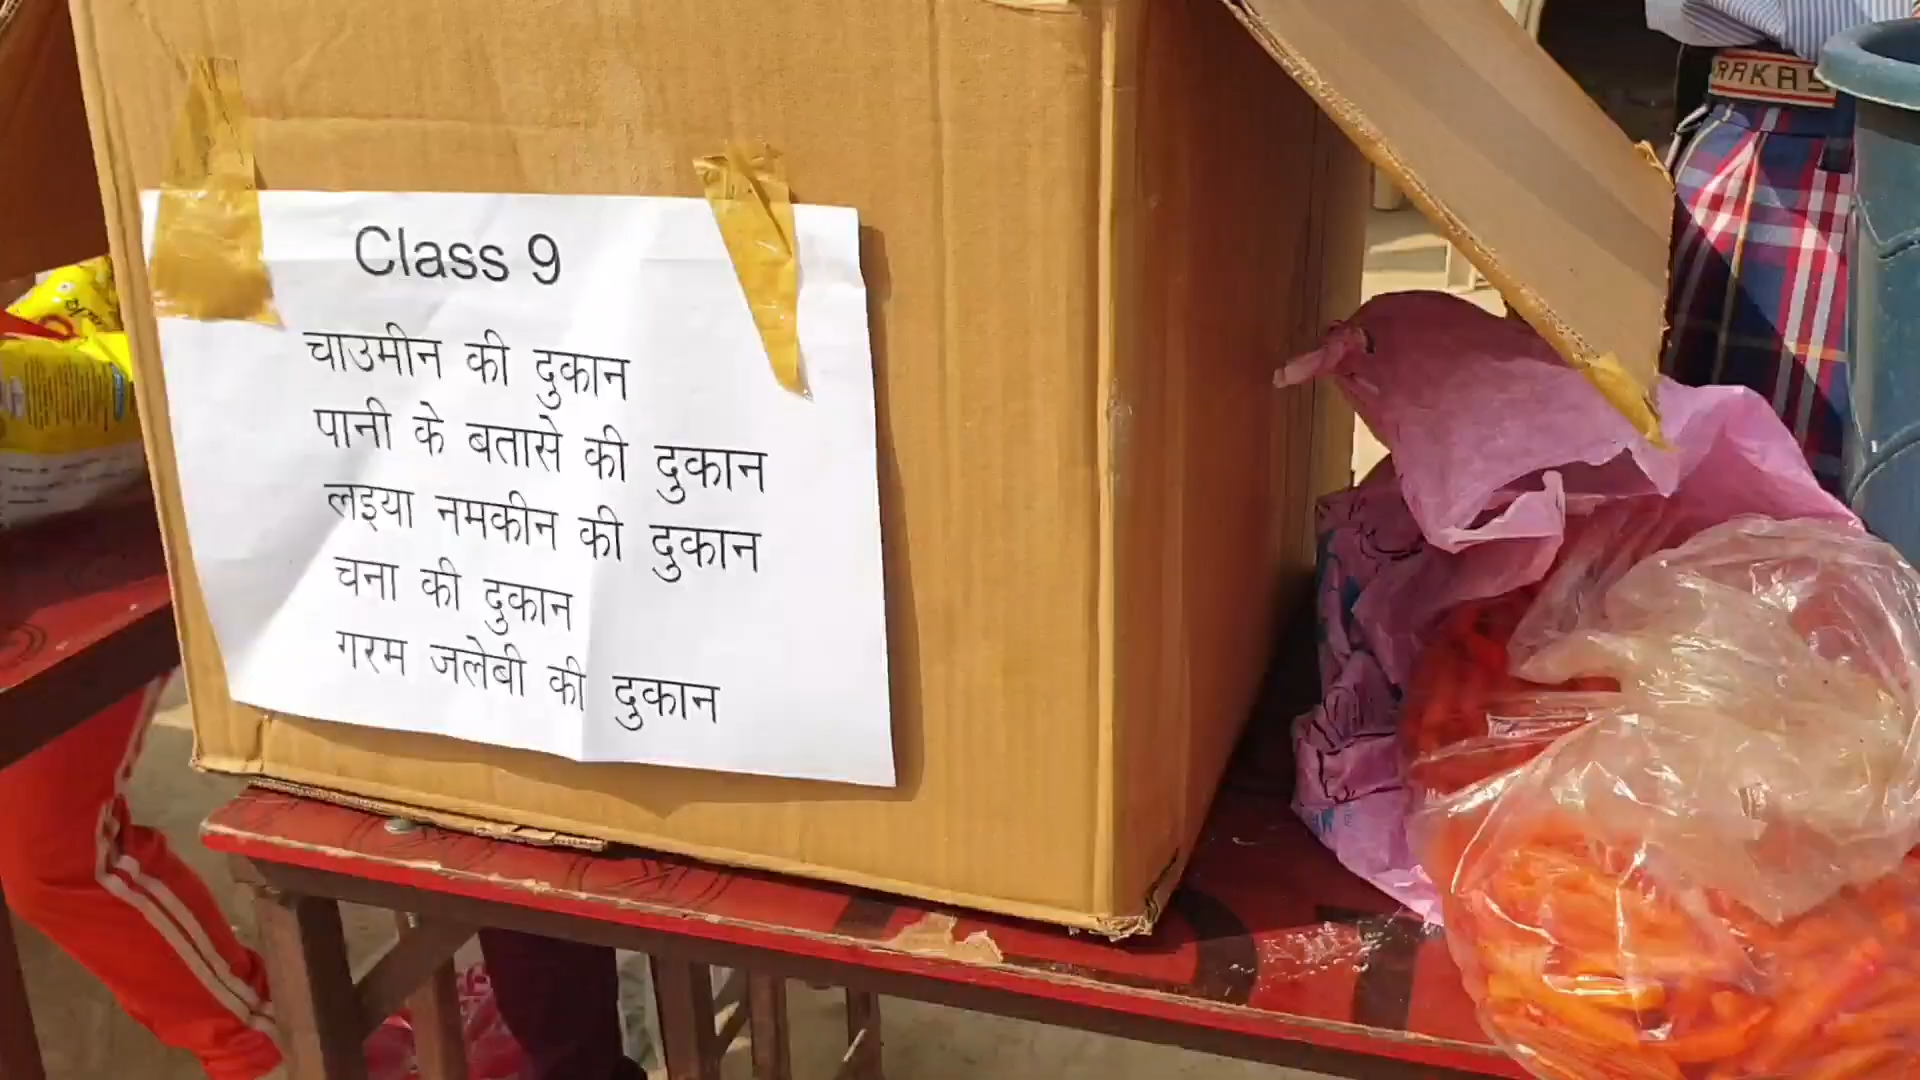 Class 9
चाउमीन की दुकान
पानी के बतासे की दुकान
लइया नमकीन की दुकान
चना की दुकान
गरम जलेबी की दुकान